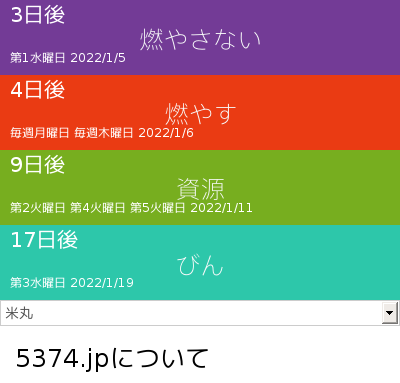 3日後
燃やさない
第1水曜日 2022/1/5
4日後
燃やす
毎週月曜日 毎週木曜日 2022/1/6
9日後
資源
第2火曜日 第4火曜日 第5火曜日 2022/1/11
17日後
びん
第3水曜日 2022/1/19
米丸
5374.jpについて